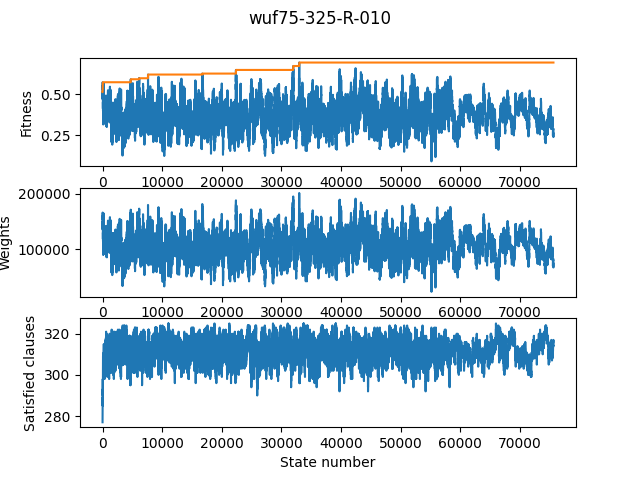 wuf75-325-R-010
Fitness
0.50
0.25
0 10000 20000 30000 40000 50000 60000 70000
Weights
200000
100000
0 10000 20000 30000 40000 50000 60000 70000
Satisfied clauses
320
300
280
0 10000 20000 30000 40000 50000 60000 70000
State number